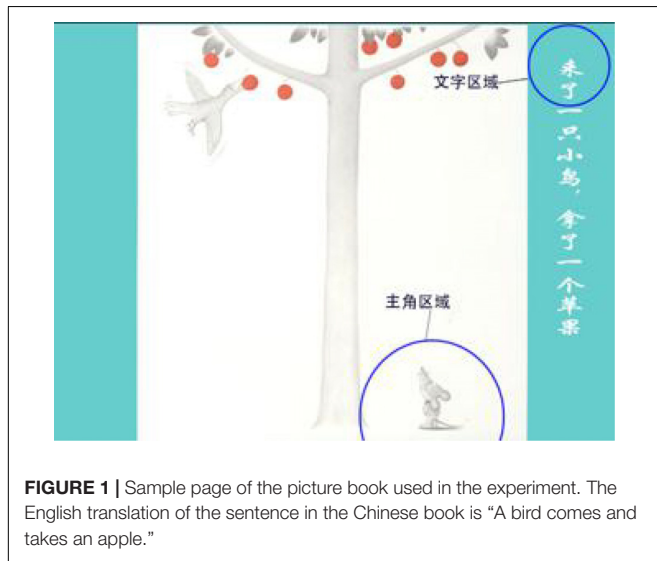 文字区域
来了一只小鸟，拿了一个苹果
主角区域
FIGURE 1 | Sample page of the picture book used in the experiment. The
English translation of the sentence in the Chinese book is “A bird comes and
takes an apple.”